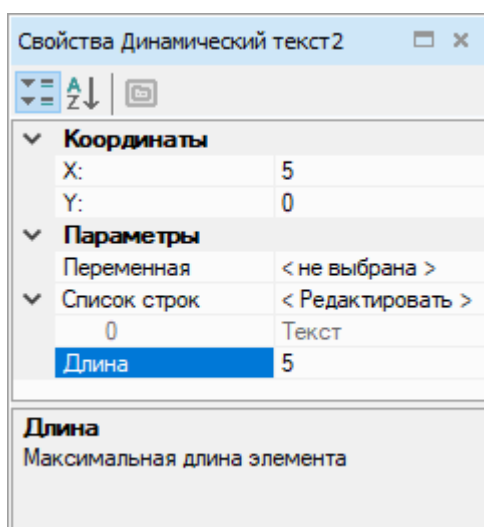 Свойства Динамический текст2
Координаты
X: 5
Y: 0
Параметры
Переменная < не выбрана >
Список строк < Редактировать >
0 Текст
Длина 5
Длина
Максимальная длина элемента